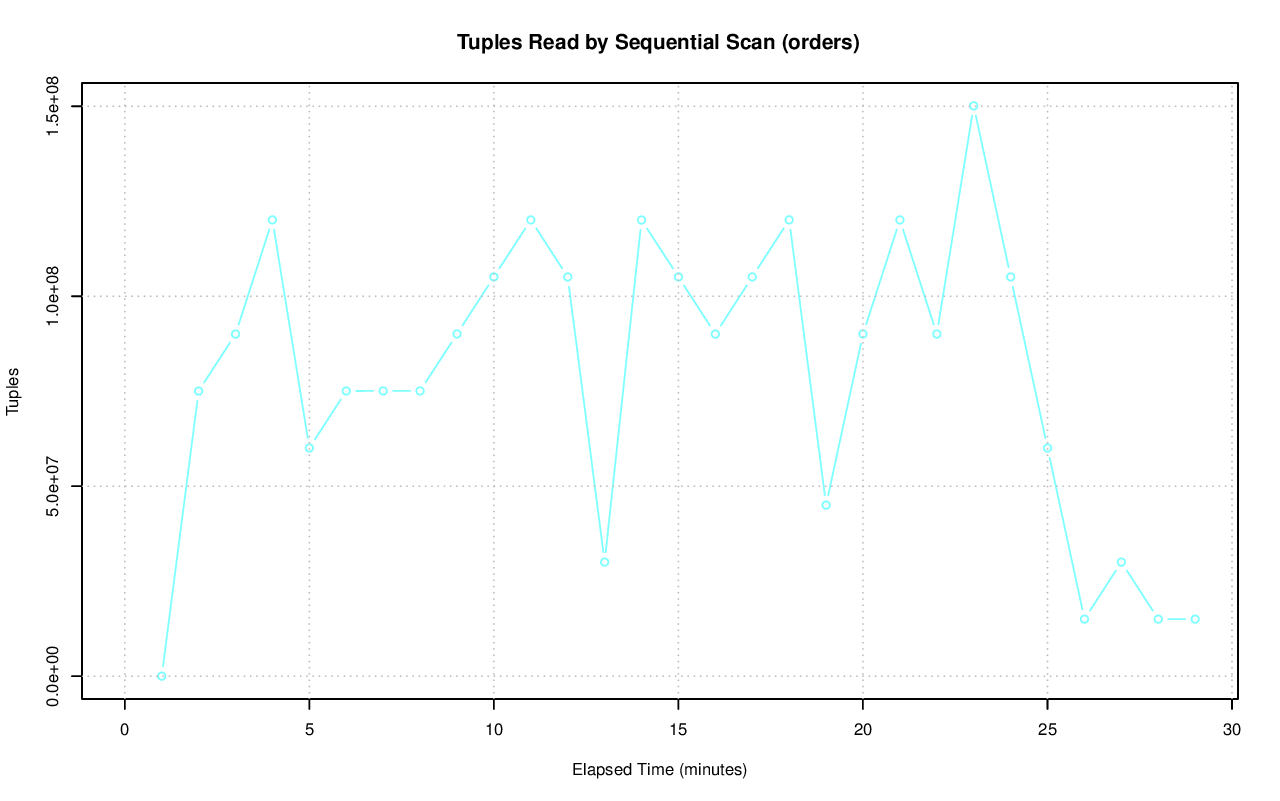 Tuples Read by Sequential Scan (orders)
1.5e+08
1.0e+08
5.0e+07
0.0e+00
Tuples
0 5 10 15 20 25 30
Elapsed Time (minutes)